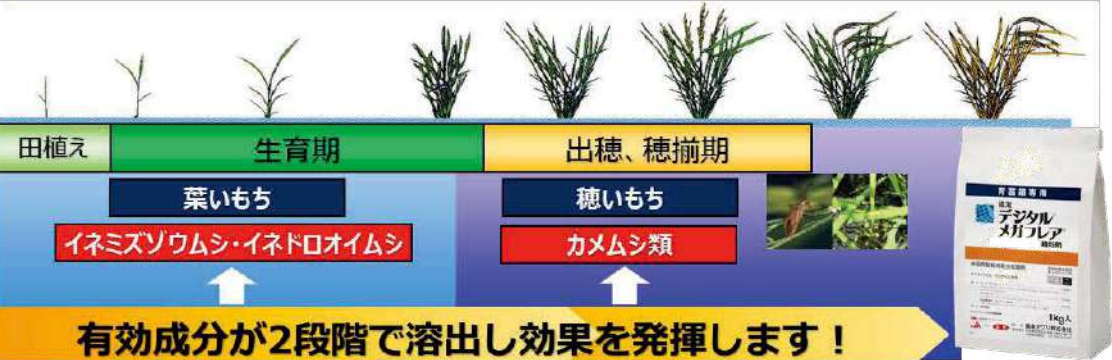 田植え
生育期
出穂、穂揃期
葉いもち
穂いもち
イネミズゾウムシ・イネドロオイムシ
カメムシ類
有効成分が2段階で溶出し効果を発揮します！
育苗箱専用
デジタル
メガフレア
箱粒剤
1kg入